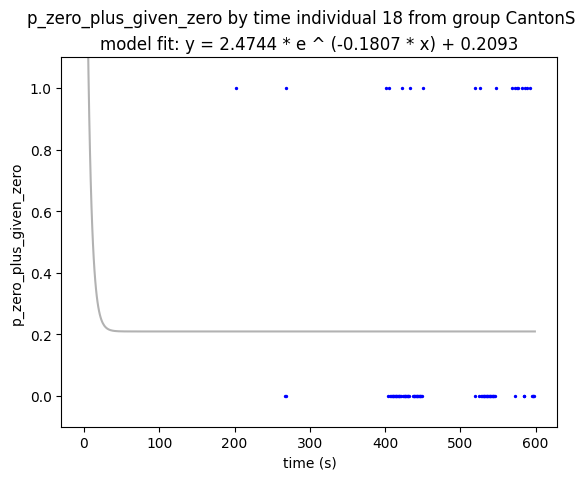 p_zero_plus_given_zero by time individual 18 from group CantonS
model fit: y = 2.4744 * e ^ (-0.1807 * x) + 0.2093
p_zero_plus_given_zero
1.0
0.8
0.6
0.4
0.2
0.0
0 100 200 300 400 500 600
time (s)